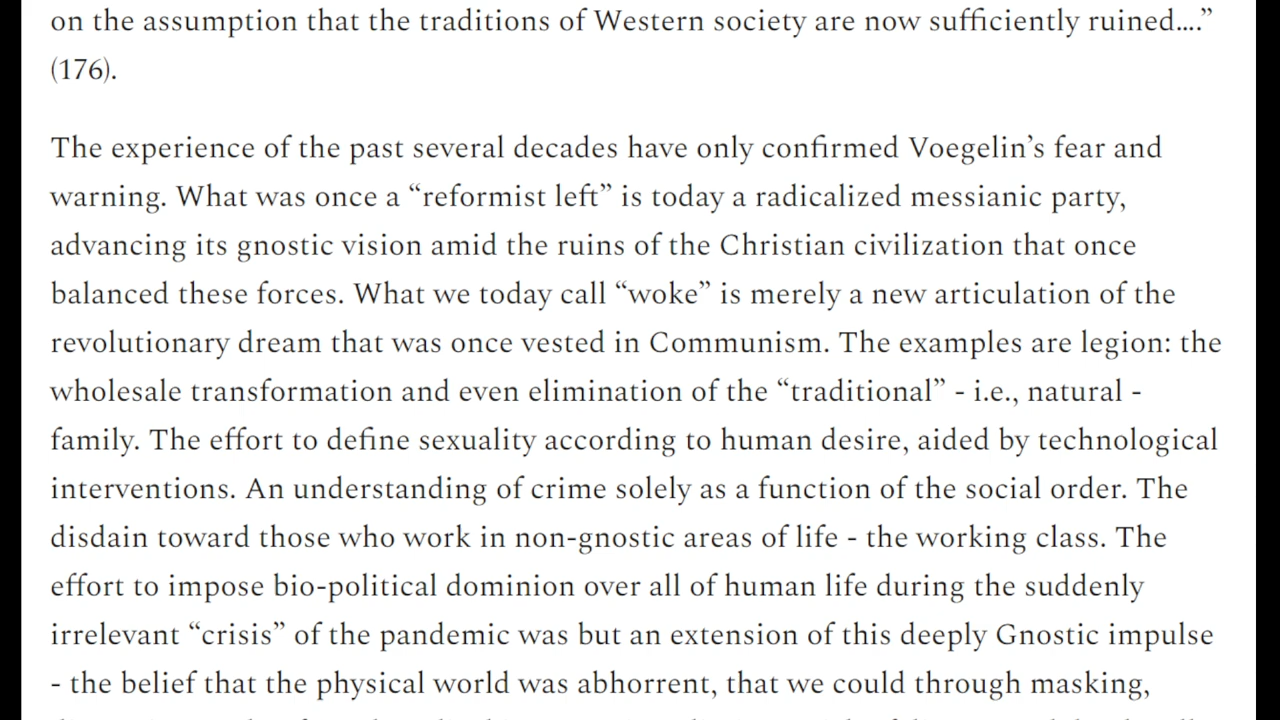 on the assumption that the traditions of Western society are now sufficiently ruined….”
(176).
The experience of the past several decades have only confirmed Voegelin’s fear and
warning. What was once a “reformist left” is today a radicalized messianic party,
advancing its gnostic vision amid the ruins of the Christian civilization that once
balanced these forces. What we today call “woke” is merely a new articulation of the
revolutionary dream that was once vested in Communism. The examples are legion: the
wholesale transformation and even elimination of the “traditional” - i.e., natural -
family. The effort to define sexuality according to human desire, aided by technological
interventions. An understanding of crime solely as a function of the social order. The
disdain toward those who work in non-gnostic areas of life - the working class. The
effort to impose bio-political dominion over all of human life during the suddenly
irrelevant “crisis” of the pandemic was but an extension of this deeply Gnostic impulse
- the belief that the physical world was abhorrent, that we could through masking,